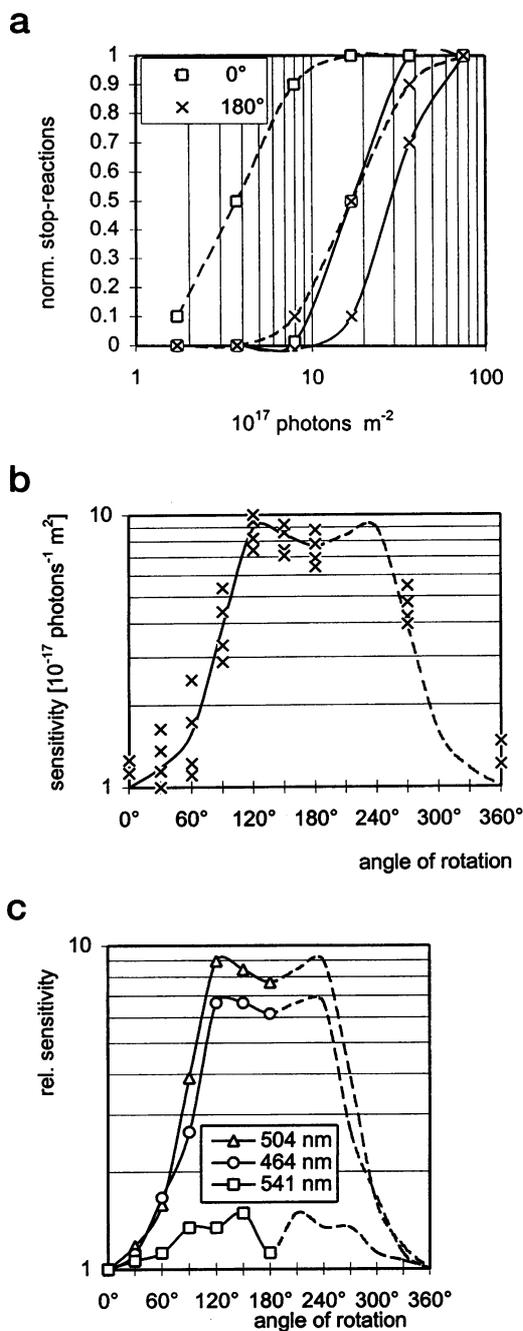 a
norm. stop-reactions
1
0.9
0.8
0.7
0.6
0.5
0.4
0.3
0.2
0.1
0
0°
180°
1 10 100
10^17 photons m^-2
b
sensitivity [10^-17 photons^-1 m^2]
10
1
0° 60° 120° 180° 240° 300° 360°
angle of rotation
c
rel. sensitivity
10
1
504 nm
464 nm
541 nm
0° 60° 120° 180° 240° 300° 360°
angle of rotation